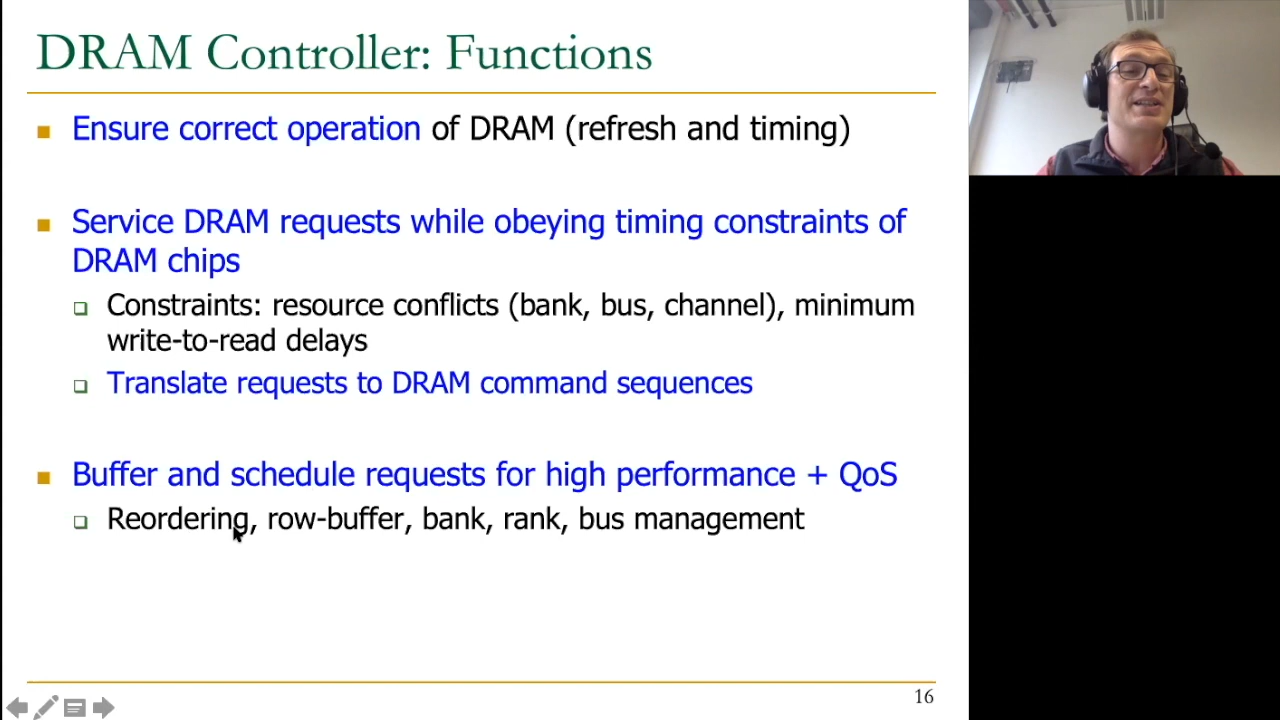 DRAM Controller: Functions
Ensure correct operation of DRAM (refresh and timing)
Service DRAM requests while obeying timing constraints of
DRAM chips
Constraints: resource conflicts (bank, bus, channel), minimum
write-to-read delays
Translate requests to DRAM command sequences
Buffer and schedule requests for high performance + QoS
Reordering, row-buffer, bank, rank, bus management
16